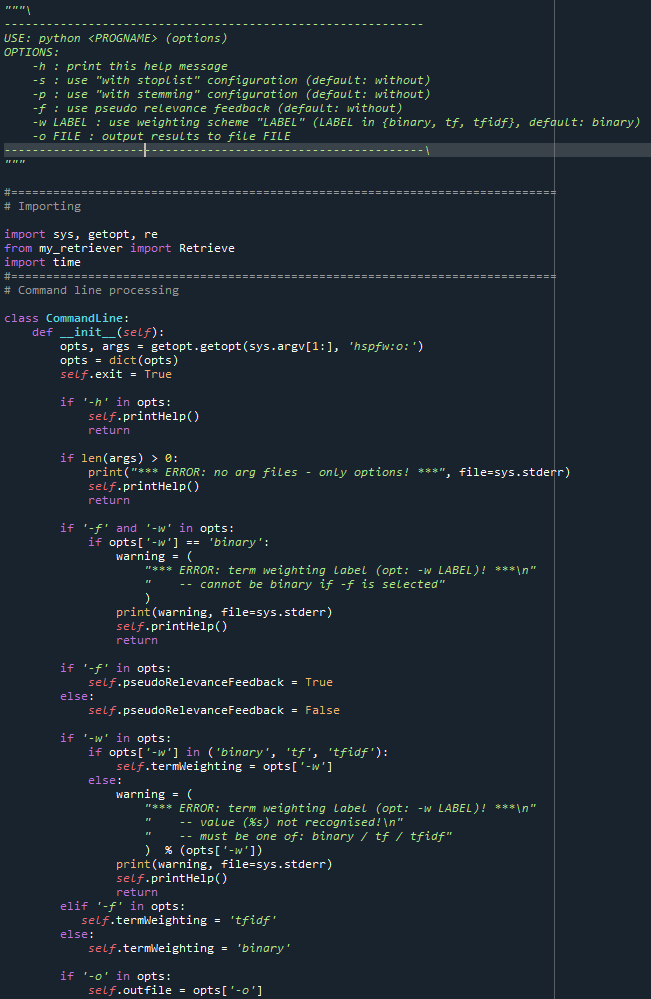 """\
------------------------------------------------------------
USE: python <PROGNAME> (options)
OPTIONS:
    -h : print this help message
    -s : use "with stoplist" configuration (default: without)
    -p : use "with stemming" configuration (default: without)
    -f : use pseudo relevance feedback (default: without)
    -w LABEL : use weighting scheme "LABEL" (LABEL in {binary, tf, tfidf}, default: binary)
    -o FILE : output results to file FILE
------------------------------------------------------------\
"""

#==============================================================================
# Importing

import sys, getopt, re
from my_retriever import Retrieve
import time
#==============================================================================
# Command line processing

class CommandLine:
    def __init__(self):
        opts, args = getopt.getopt(sys.argv[1:], 'hspfw:o:')
        opts = dict(opts)
        self.exit = True

        if '-h' in opts:
            self.printHelp()
            return

        if len(args) > 0:
            print("*** ERROR: no arg files - only options! ***", file=sys.stderr)
            self.printHelp()
            return

        if '-f' and '-w' in opts:
            if opts['-w'] == 'binary':
                warning = (
                    "*** ERROR: term weighting label (opt: -w LABEL)! ***\n"
                    "    -- cannot be binary if -f is selected"
                    )
                print(warning, file=sys.stderr)
                self.printHelp()
                return

        if '-f' in opts:
            self.pseudoRelevanceFeedback = True
        else:
            self.pseudoRelevanceFeedback = False

        if '-w' in opts:
            if opts['-w'] in ('binary', 'tf', 'tfidf'):
                self.termWeighting = opts['-w']
            else:
                warning = (
                    "*** ERROR: term weighting label (opt: -w LABEL)! ***\n"
                    "    -- value (%s) not recognised!\n"
                    "    -- must be one of: binary / tf / tfidf"
                    )  % (opts['-w'])
                print(warning, file=sys.stderr)
                self.printHelp()
                return
        elif '-f' in opts:
           self.termWeighting = 'tfidf'
        else:
            self.termWeighting = 'binary'

        if '-o' in opts:
            self.outfile = opts['-o']